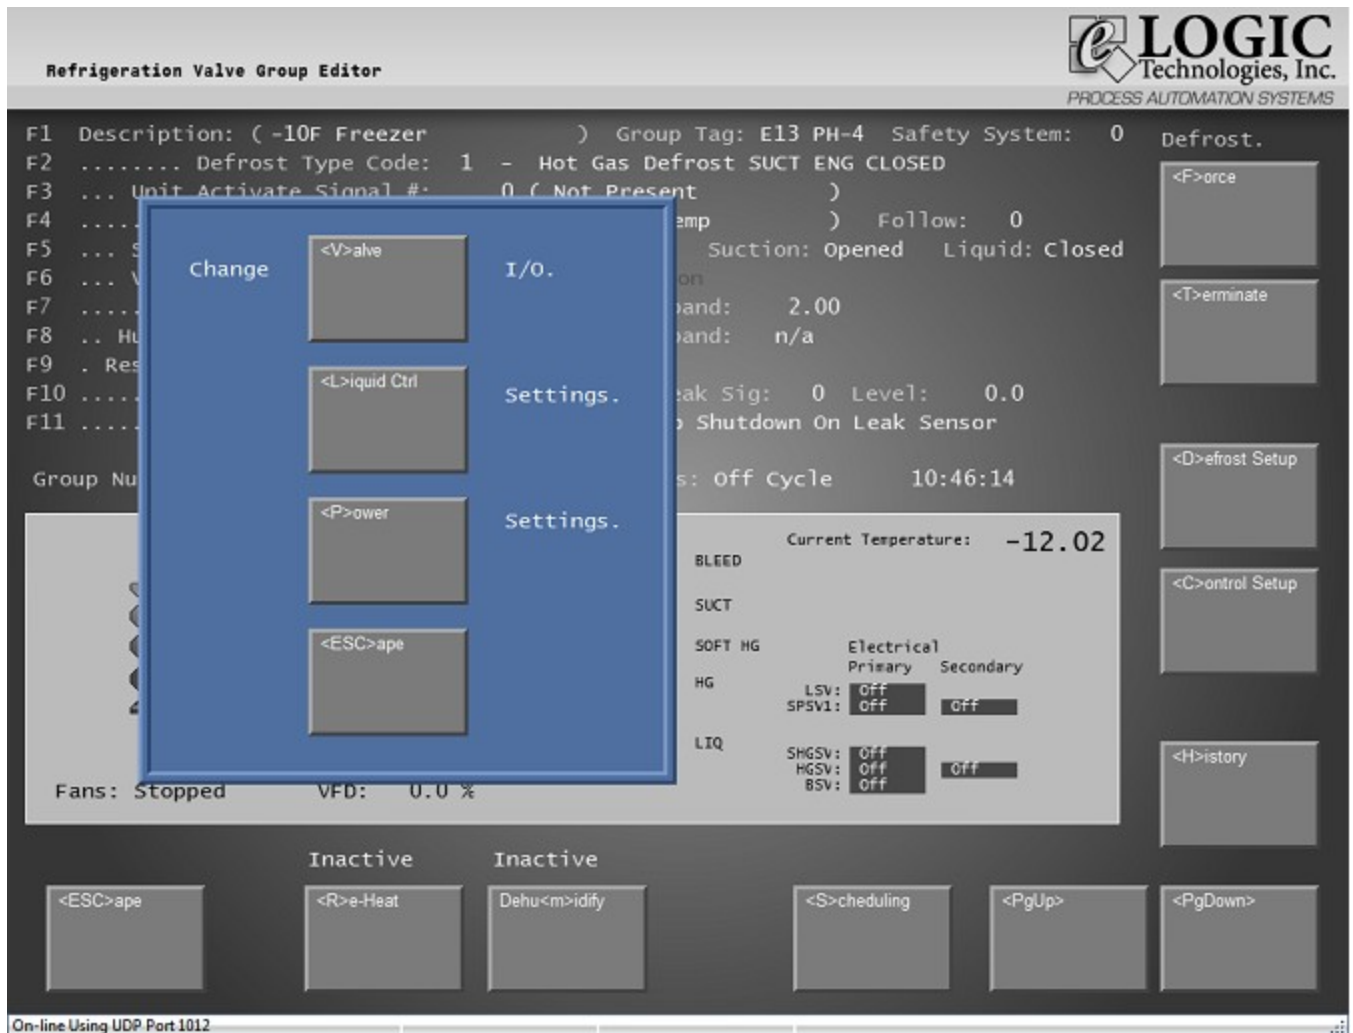 LOGIC
Technologies, Inc.
PROCESS AUTOMATION SYSTEMS
Refrigeration Valve Group Editor
F1 Description: ( -10F Freezer ) Group Tag: E13 PH-4 Safety System: 0
F2 ........ Defrost Type Code: 1 - Hot Gas Defrost SUCT ENG CLOSED
F3 ... Unit Activate Signal #: 0 ( Not Present )
F4 ..... ) Follow: 0
F5 ... Suction: Opened Liquid: Closed
F6 ...
F7 ..... 2.00
F8 .. n/a
F9 .
F10 ..... Sig: 0 Level: 0.0
F11 ..... Shutdown On Leak Sensor
Group Off Cycle 10:46:14
Defrost.
<F>orce
<T>erminate
<D>efrost Setup
<C>ontrol Setup
<H>istory
Change <V>alve I/O.
<L>iquid Ctrl Settings.
<P>ower Settings.
<ESC>ape
Current Temperature: -12.02
BLEED
SUCT
SOFT HG
HG
LIQ
Electrical
Primary Secondary
LSV: Off
SPSV1: Off Off
SHGSV: Off
HGSV: Off Off
BSV: Off
Fans: Stopped VFD: 0.0 %
Inactive Inactive
<ESC>ape <R>e-Heat Dehu<m>idify <S>cheduling <PgUp> <PgDown>
On-line Using UDP Port 1012